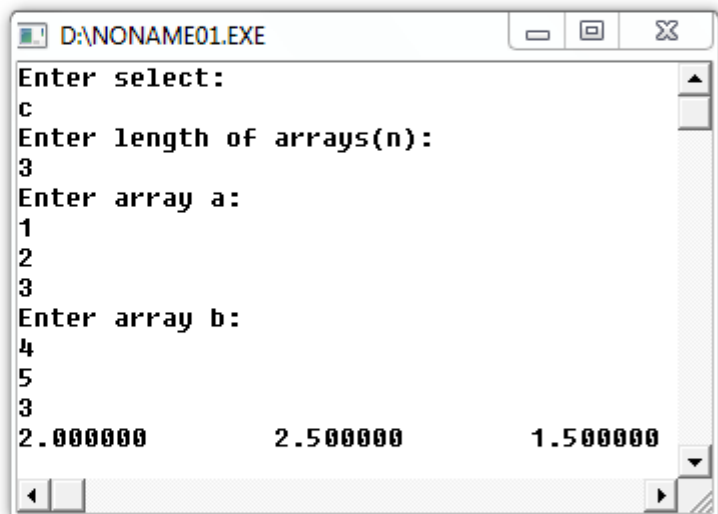 D:\NONAME01.EXE
Enter select:
c
Enter length of arrays(n):
3
Enter array a:
1
2
3
Enter array b:
4
5
3
2.000000 2.500000 1.500000